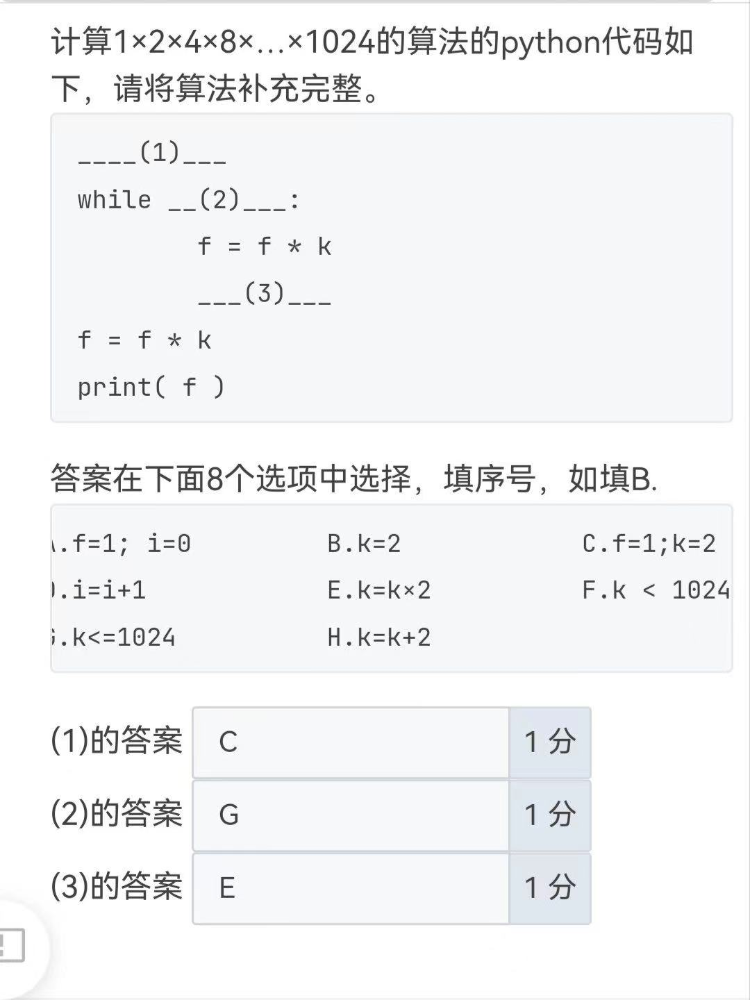 计算1×2×4×8×...×1024的算法的python代码如
下，请将算法补充完整。
____(1)___
while __(2)___:
f = f * k
___(3)___
f = f * k
print( f )
答案在下面8个选项中选择，填序号，如填B.
.f=1; i=0 B.k=2 C.f=1;k=2
.i=i+1 E.k=k×2 F.k < 1024
.k<=1024 H.k=k+2
(1)的答案 C 1 分
(2)的答案 G 1 分
(3)的答案 E 1 分